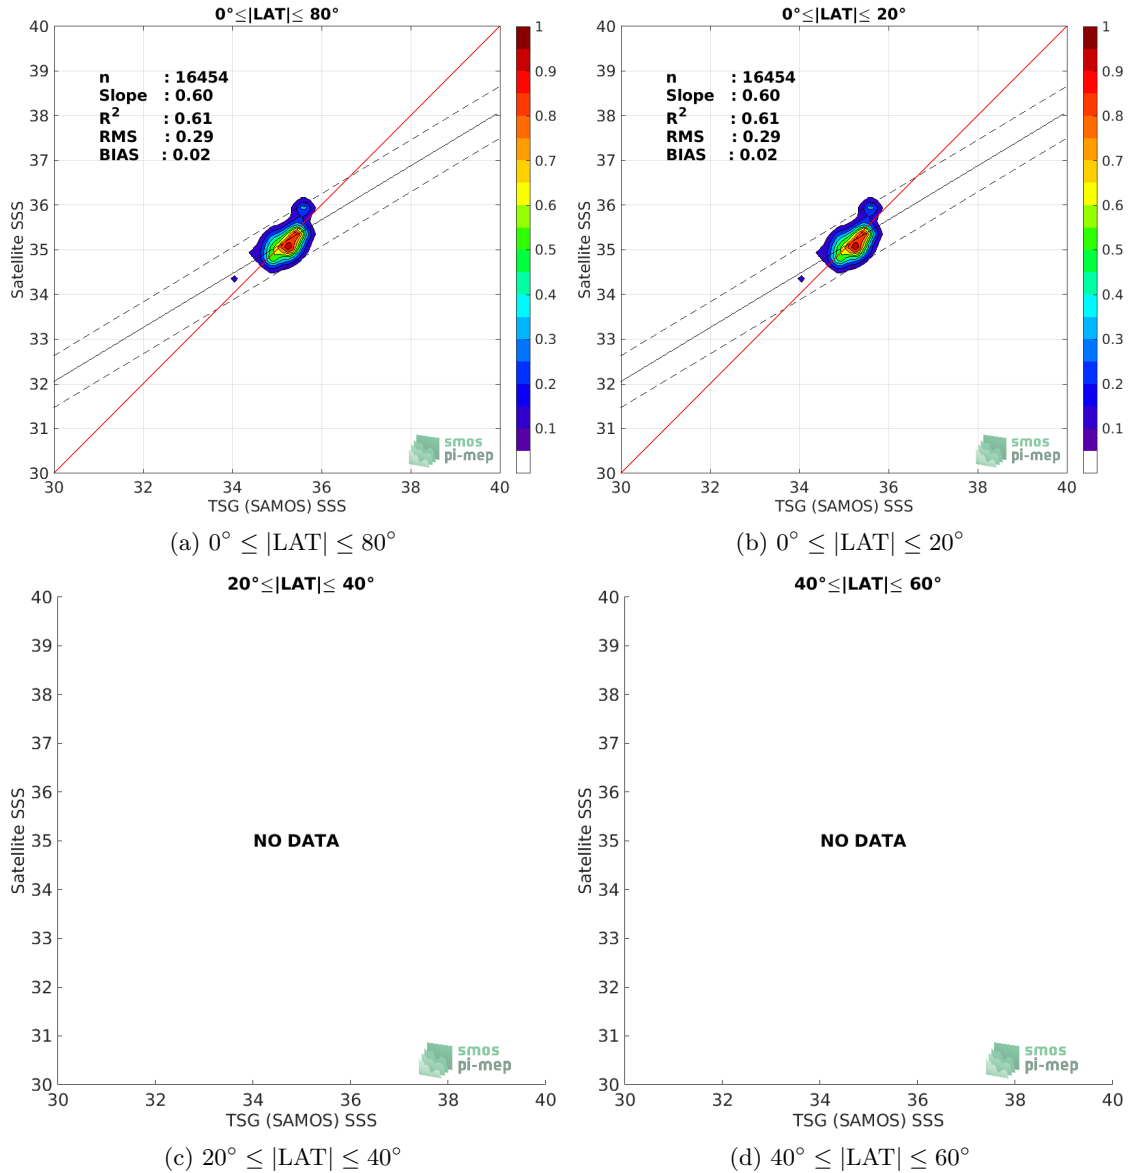 0°≤|LAT|≤ 80°
40
39
38
37
36
35
34
33
32
31
30
Satellite SSS
n : 16454
Slope : 0.60
R² : 0.61
RMS : 0.29
BIAS : 0.02
smos
pi-mep
30 32 34 36 38 40
TSG (SAMOS) SSS
1
0.9
0.8
0.7
0.6
0.5
0.4
0.3
0.2
0.1
(a) 0° ≤ |LAT| ≤ 80°
0°≤|LAT|≤ 20°
40
39
38
37
36
35
34
33
32
31
30
Satellite SSS
n : 16454
Slope : 0.60
R² : 0.61
RMS : 0.29
BIAS : 0.02
smos
pi-mep
30 32 34 36 38 40
TSG (SAMOS) SSS
1
0.9
0.8
0.7
0.6
0.5
0.4
0.3
0.2
0.1
(b) 0° ≤ |LAT| ≤ 20°
20°≤|LAT|≤ 40°
40
39
38
37
36
35
34
33
32
31
30
Satellite SSS
NO DATA
smos
pi-mep
30 32 34 36 38 40
TSG (SAMOS) SSS
(c) 20° ≤ |LAT| ≤ 40°
40°≤|LAT|≤ 60°
40
39
38
37
36
35
34
33
32
31
30
Satellite SSS
NO DATA
smos
pi-mep
30 32 34 36 38 40
TSG (SAMOS) SSS
(d) 40° ≤ |LAT| ≤ 60°